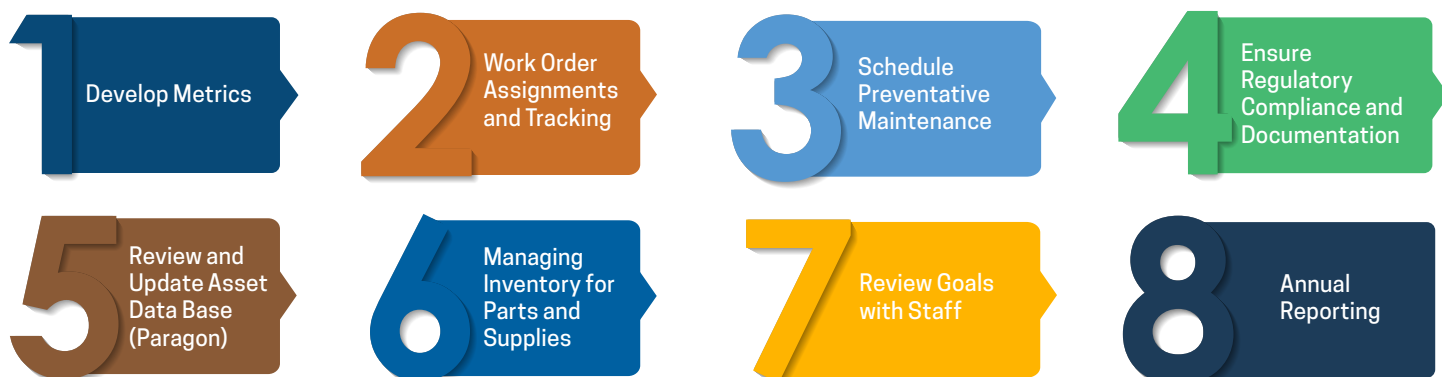 1
Develop Metrics
2
Work Order
Assignments
and Tracking
3
Schedule
Preventative
Maintenance
4
Ensure
Regulatory
Compliance and
Documentation
5
Review and
Update Asset
Data Base
(Paragon)
6
Managing
Inventory for
Parts and
Supplies
7
Review Goals
with Staff
8
Annual
Reporting